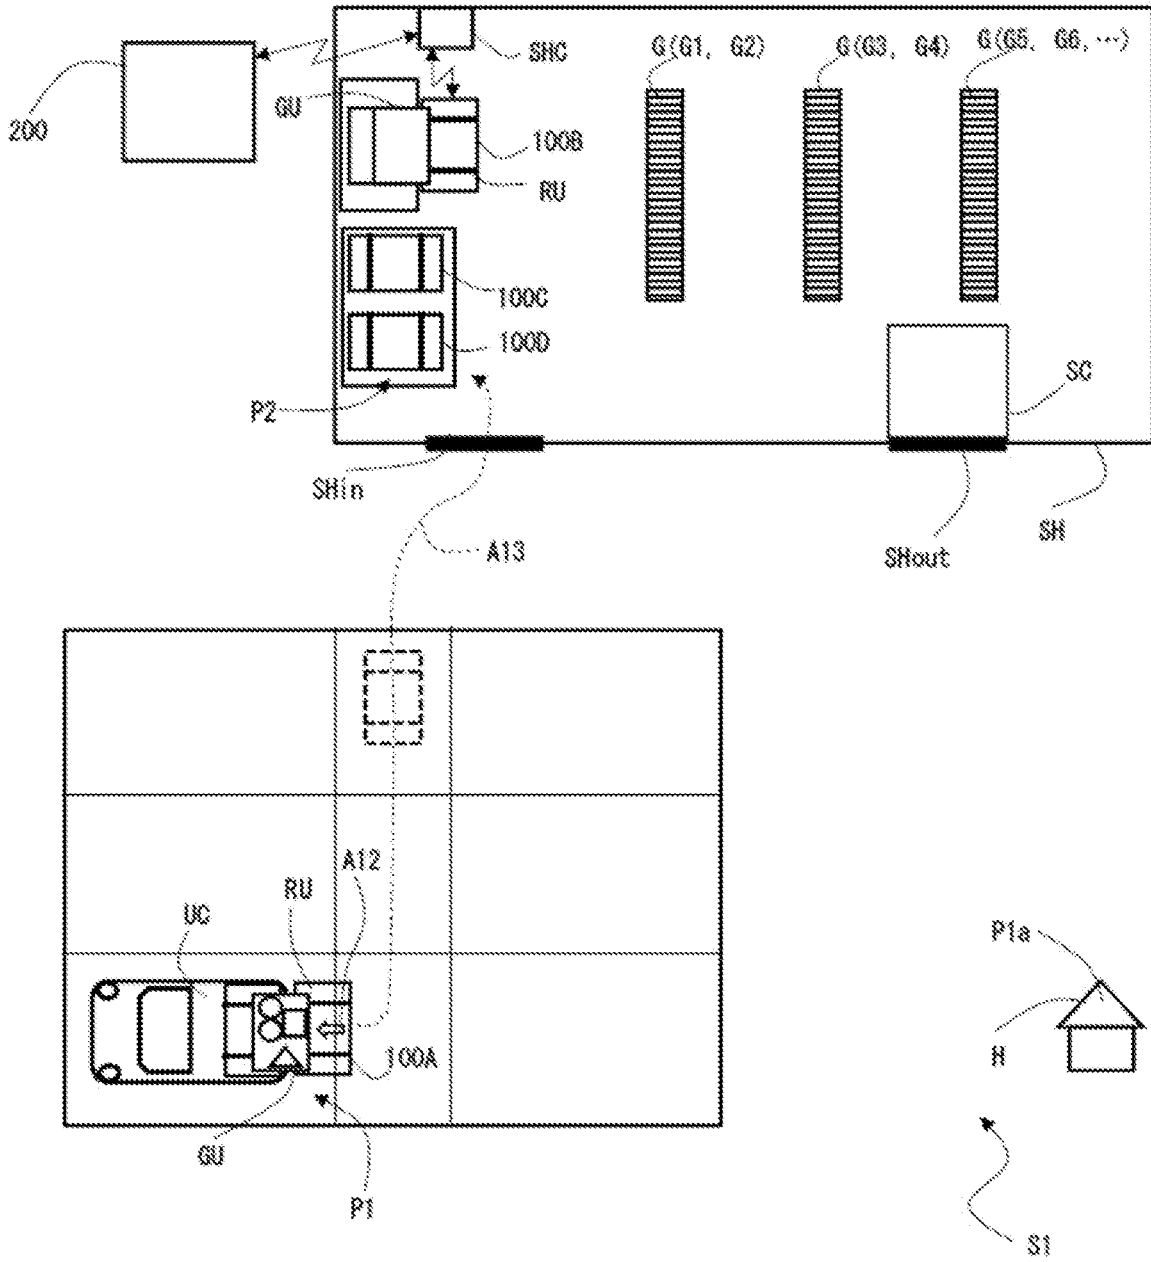 SHC
G(G1, G2)
G(G3, G4)
G(G5, G6,···)
200
GU
100B
RU
100C
100D
P2
SC
SHin
SH
A13
SHout
A12
RU
UC
P1a
H
100A
GU
P1
S1